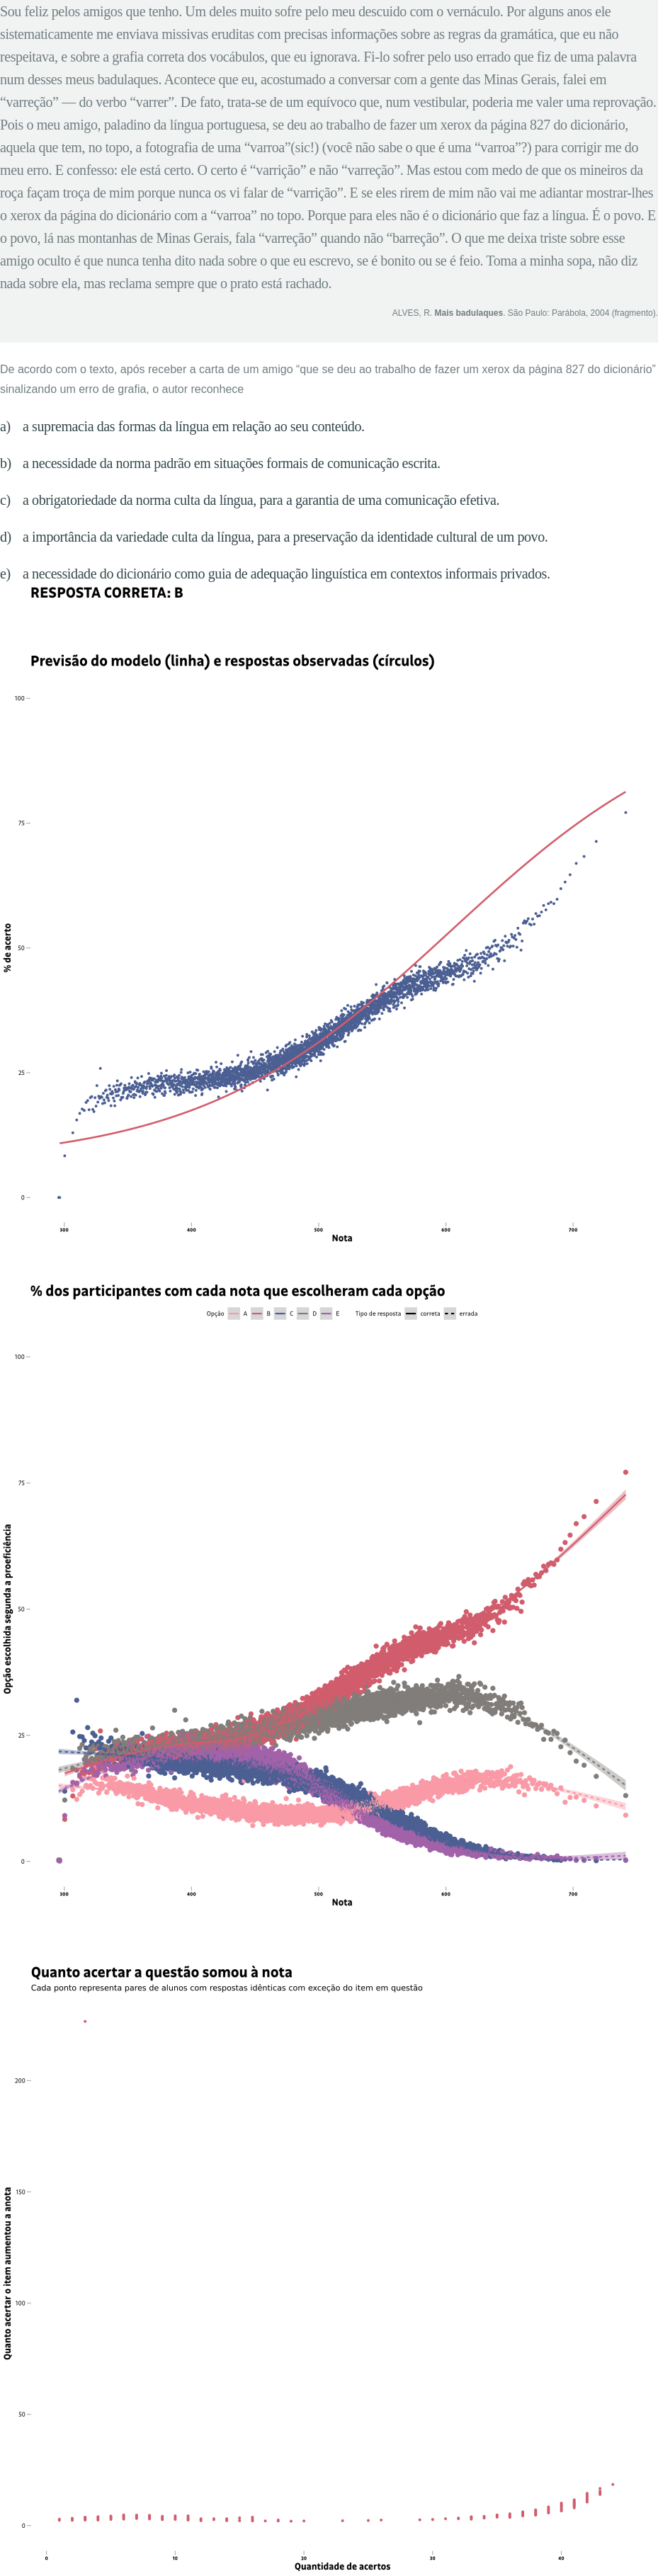 Sou feliz pelos amigos que tenho. Um deles muito sofre pelo meu descuido com o vernáculo. Por alguns anos ele
sistematicamente me enviava missivas eruditas com precisas informações sobre as regras da gramática, que eu não
respeitava, e sobre a grafia correta dos vocábulos, que eu ignorava. Fi-lo sofrer pelo uso errado que fiz de uma palavra
num desses meus badulaques. Acontece que eu, acostumado a conversar com a gente das Minas Gerais, falei em
“varreção” — do verbo “varrer”. De fato, trata-se de um equívoco que, num vestibular, poderia me valer uma reprovação.
Pois o meu amigo, paladino da língua portuguesa, se deu ao trabalho de fazer um xerox da página 827 do dicionário,
aquela que tem, no topo, a fotografia de uma “varroa”(sic!) (você não sabe o que é uma “varroa”?) para corrigir me do
meu erro. E confesso: ele está certo. O certo é “varrição” e não “varreção”. Mas estou com medo de que os mineiros da
roça façam troça de mim porque nunca os vi falar de “varrição”. E se eles rirem de mim não vai me adiantar mostrar-lhes
o xerox da página do dicionário com a “varroa” no topo. Porque para eles não é o dicionário que faz a língua. É o povo. E
o povo, lá nas montanhas de Minas Gerais, fala “varreção” quando não “barreção”. O que me deixa triste sobre esse
amigo oculto é que nunca tenha dito nada sobre o que eu escrevo, se é bonito ou se é feio. Toma a minha sopa, não diz
nada sobre ela, mas reclama sempre que o prato está rachado.
ALVES, R. Mais badulaques. São Paulo: Parábola, 2004 (fragmento).
De acordo com o texto, após receber a carta de um amigo “que se deu ao trabalho de fazer um xerox da página 827 do dicionário”
sinalizando um erro de grafia, o autor reconhece
a) a supremacia das formas da língua em relação ao seu conteúdo.
b) a necessidade da norma padrão em situações formais de comunicação escrita.
c) a obrigatoriedade da norma culta da língua, para a garantia de uma comunicação efetiva.
d) a importância da variedade culta da língua, para a preservação da identidade cultural de um povo.
e) a necessidade do dicionário como guia de adequação linguística em contextos informais privados.
RESPOSTA CORRETA: B
Previsão do modelo (linha) e respostas observadas (círculos)
100
75
50
25
0
% de acerto
300 400 500 600 700
Nota
% dos participantes com cada nota que escolheram cada opção
Opção A B C D E Tipo de resposta correta errada
100
75
50
25
0
Opção escolhida segunda a proeficiência
300 400 500 600 700
Nota
Quanto acertar a questão somou à nota
Cada ponto representa pares de alunos com respostas idênticas com exceção do item em questão
200
150
100
50
0
Quanto acertar o item aumentou a anota
0 10 20 30 40
Quantidade de acertos